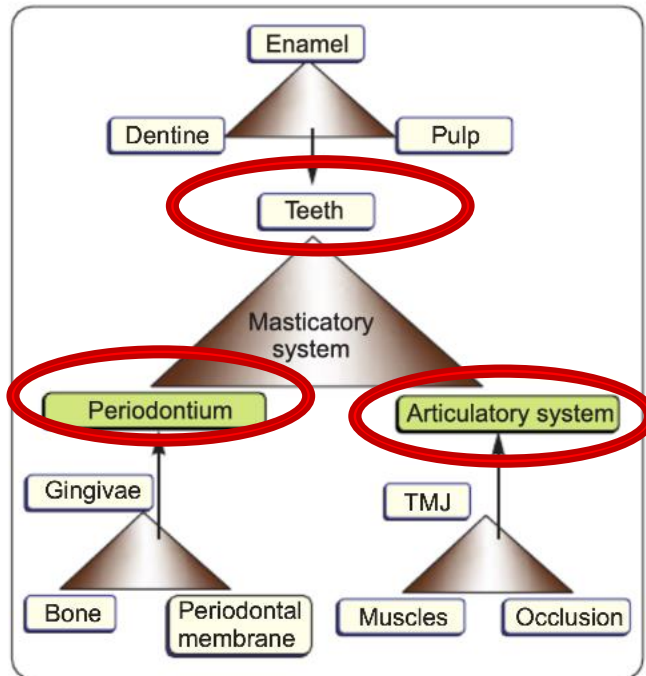 Enamel
Dentine
Pulp
Teeth
Masticatory
system
Periodontium
Articulatory system
Gingivae
TMJ
Bone
Periodontal
membrane
Muscles
Occlusion